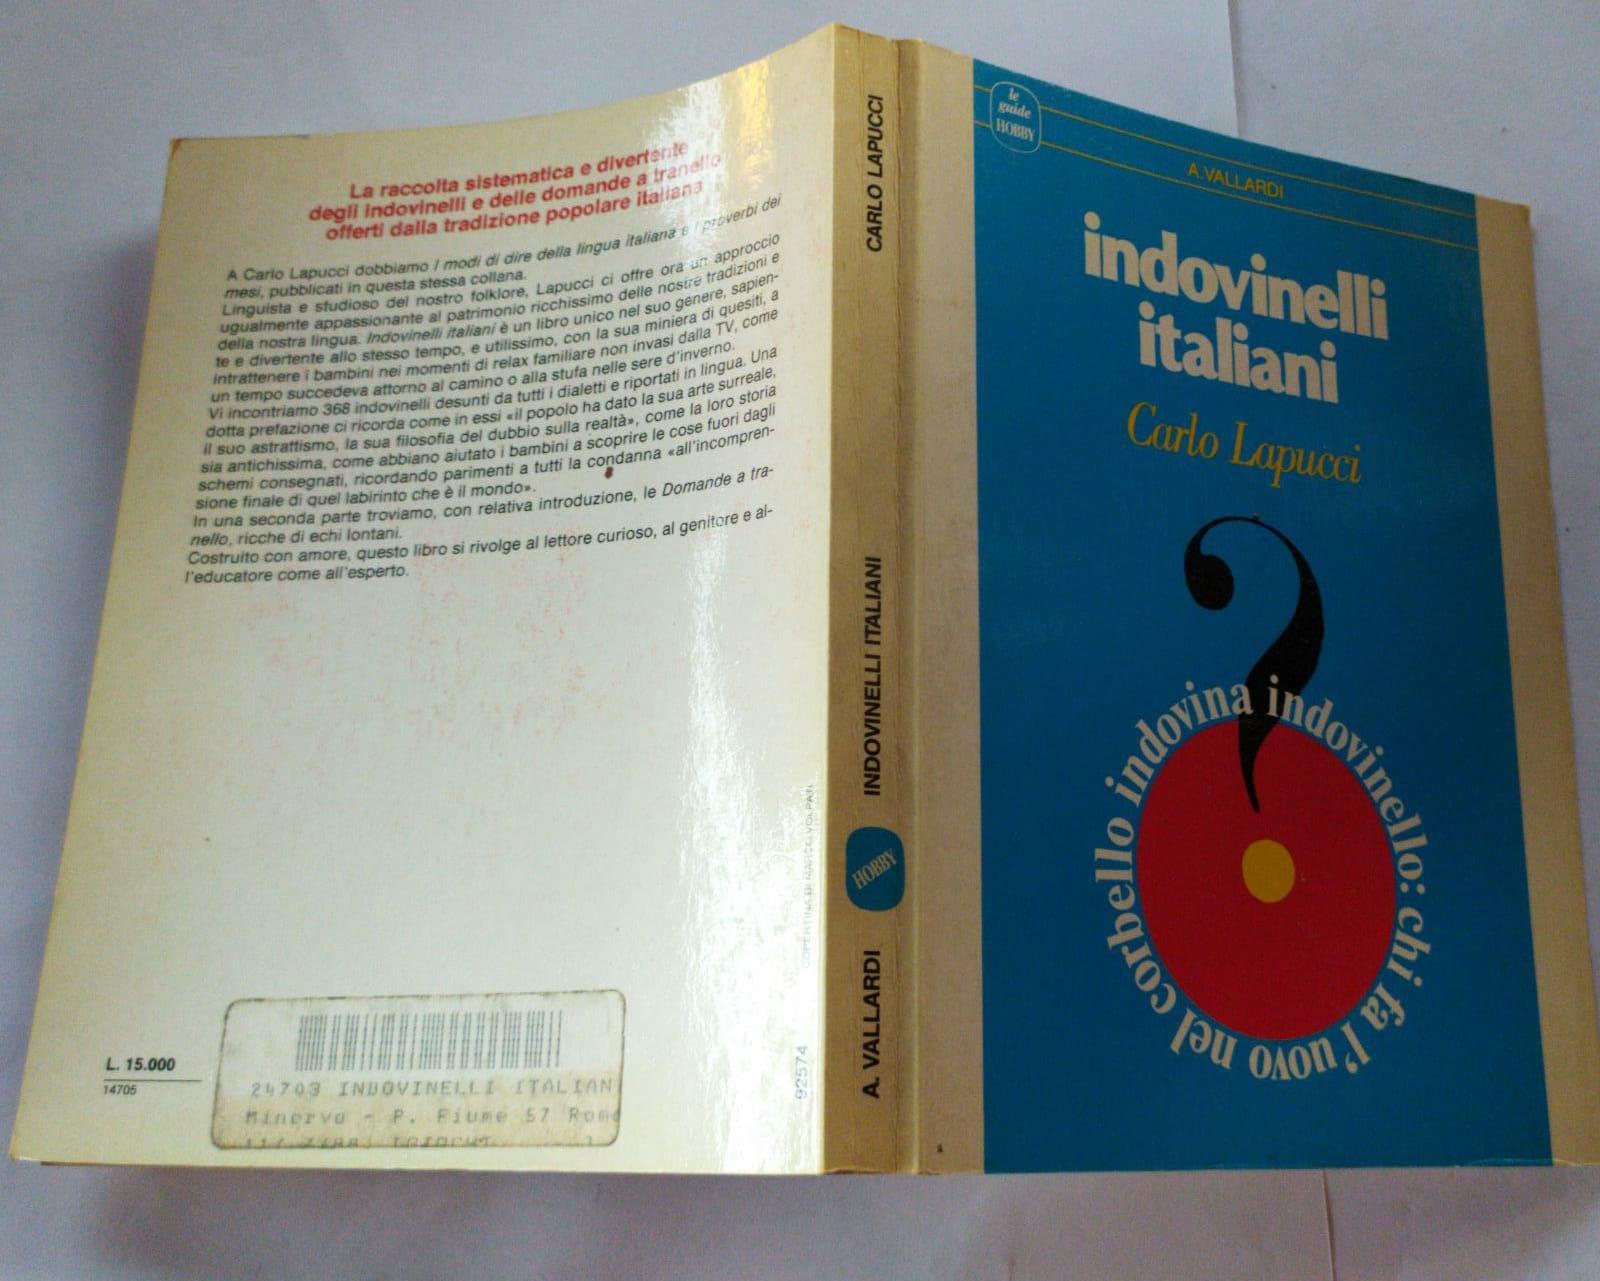 La raccolta sistematica e divertente
degli indovinelli e delle domande a tranello
offerti dalla tradizione popolare italiana
A Carlo Lapucci dobbiamo I modi di dire della lingua italiana e I proverbi dei
mesi, pubblicati in questa stessa collana.
Linguista e studioso del nostro folklore, Lapucci ci offre ora un approccio
ugualmente appassionante al patrimonio ricchissimo delle nostre tradizioni e
della nostra lingua. Indovinelli italiani è un libro unico nel suo genere, sapien-
te e divertente allo stesso tempo, e utilissimo, con la sua miniera di quesiti, a
intrattenere i bambini nei momenti di relax familiare non invasi dalla TV, come
un tempo succedeva attorno al camino o alla stufa nelle sere d'inverno.
Vi incontriamo 368 indovinelli desunti da tutti i dialetti e riportati in lingua. Una
dotta prefazione ci ricorda come in essi «il popolo ha dato la sua arte surreale,
il suo astrattismo, la sua filosofia del dubbio sulla realtà», come la loro storia
sia antichissima, come abbiano aiutato i bambini a scoprire le cose fuori dagli
schemi consegnati, ricordando parimenti a tutti la condanna «all'incompren-
sione finale di quel labirinto che è il mondo».
In una seconda parte troviamo, con relativa introduzione, le Domande a tra-
nello, ricche di echi lontani.
Costruito con amore, questo libro si rivolge al lettore curioso, al genitore e al-
l'educatore come all'esperto.
COPERTINA DI MARCO VOLPATI
L. 15.000
14705
24703 INDOVINELLI ITALIAN
Minerva - P. Fiume 57 Roma
92574
CARLO LAPUCCI
INDOVINELLI ITALIANI
HOBBY
A. VALLARDI
le
guide
HOBBY
A.VALLARDI
indovinelli
italiani
Carlo Lapucci
indovina indovinello: chi fa l'uovo nel corbello